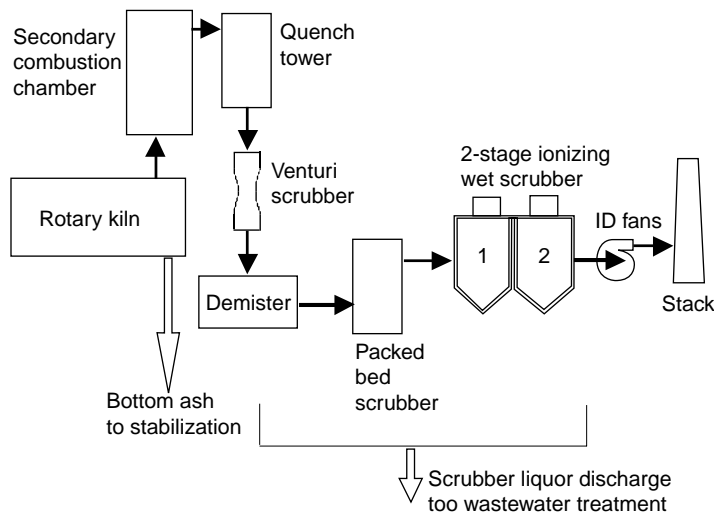 Secondary
combustion
chamber
Quench
tower
Venturi
scrubber
2-stage ionizing
wet scrubber
Rotary kiln
ID fans
1
2
Demister
Stack
Packed
bed
scrubber
Bottom ash
to stabilization
Scrubber liquor discharge
too wastewater treatment